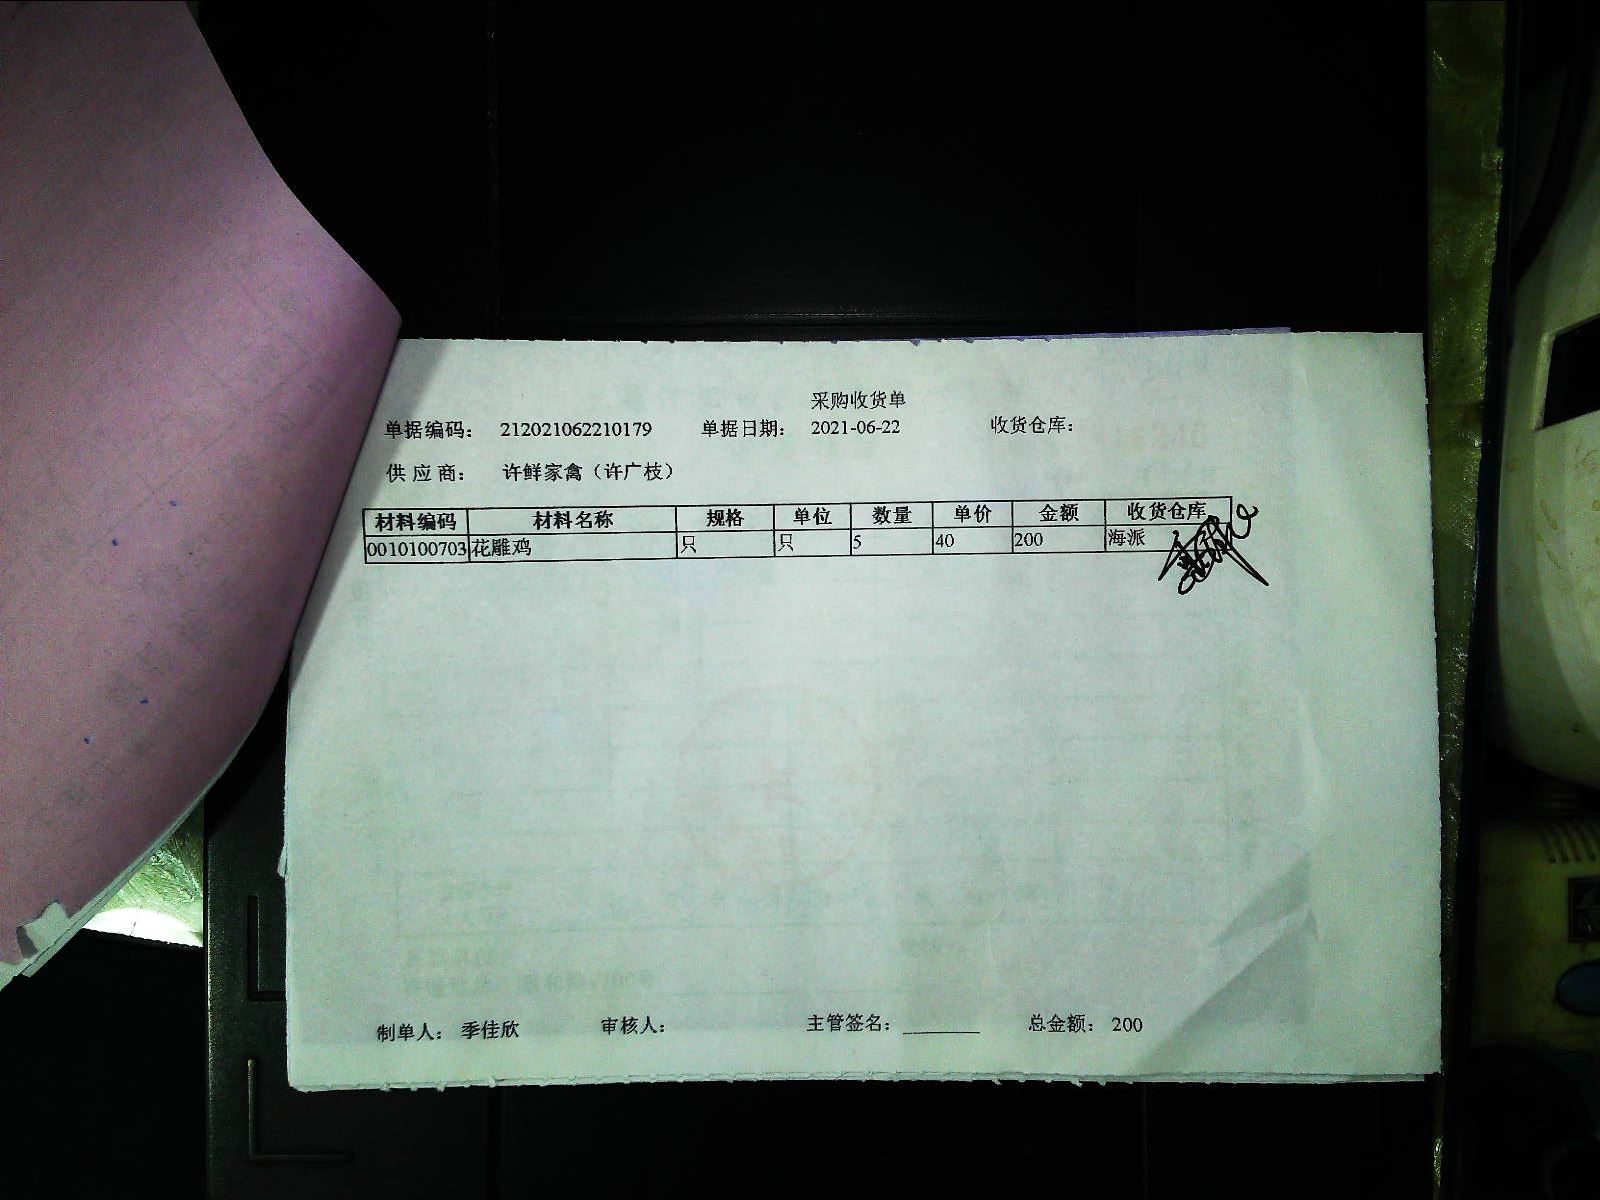 采购收货单
单据编码： 212021062210179 单据日期： 2021-06-22 收货仓库：
供 应 商： 许鲜家禽（许广枝）
材料编码 材料名称 规格 单位 数量 单价 金额 收货仓库
0010100703 花雕鸡 只 只 5 40 200 海派
制单人： 季佳欣 审核人： 主管签名： ________ 总金额： 200